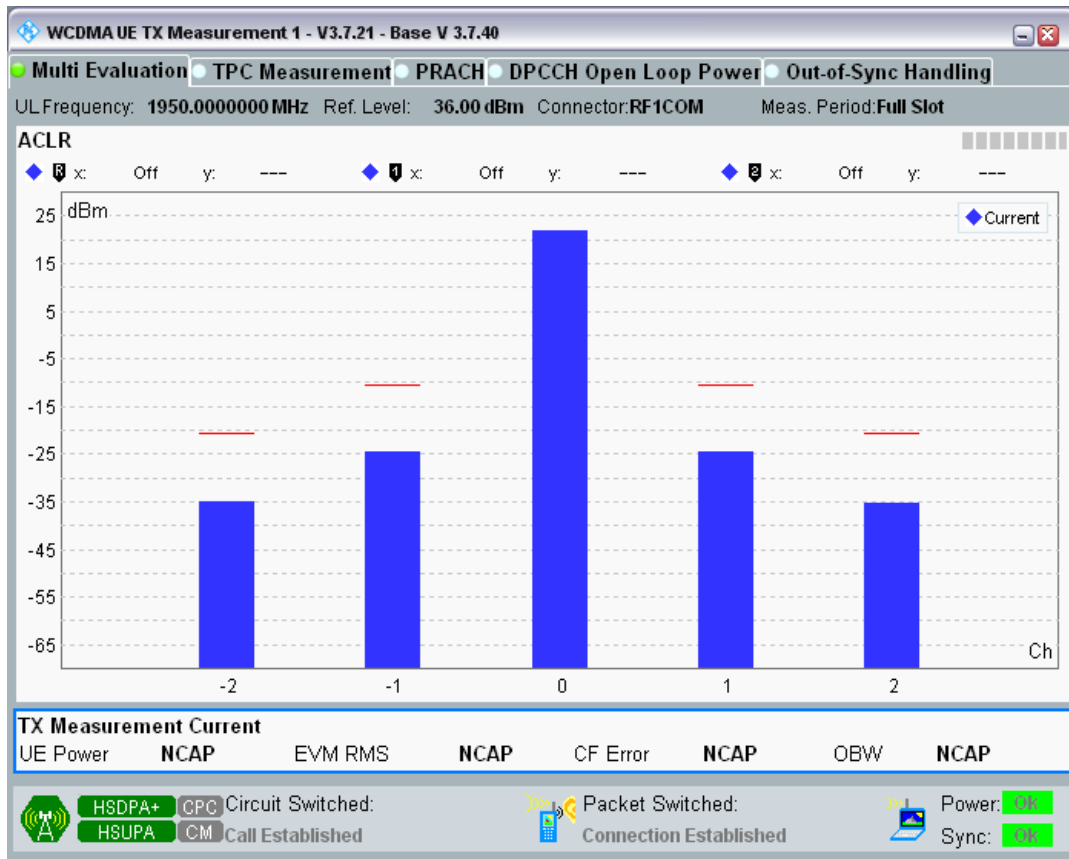 WCDMA UE TX Measurement 1 - V3.7.21 - Base V 3.7.40
Multi Evaluation TPC Measurement PRACH DPCCH Open Loop Power Out-of-Sync Handling
UL Frequency: 1950.0000000 MHz Ref. Level: 36.00 dBm Connector:RF1COM Meas. Period:Full Slot
ACLR
R x: Off y: --- 1 x: Off y: --- 2 x: Off y: ---
dBm
Current
25
15
5
-5
-15
-25
-35
-45
-55
-65
Ch
-2 -1 0 1 2
TX Measurement Current
UE Power NCAP EVM RMS NCAP CF Error NCAP OBW NCAP
HSDPA+ CPC Circuit Switched: Packet Switched: Power: Ok
HSUPA CM Call Established Connection Established Sync: Ok